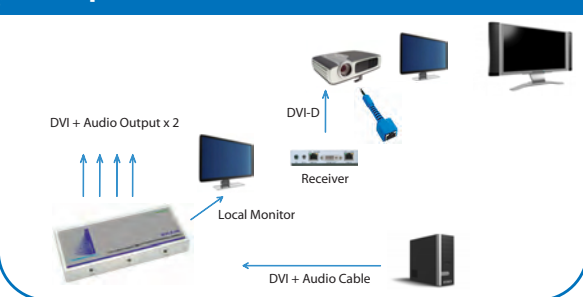 DVI + Audio Output x 2
DVI-D
Receiver
Local Monitor
DVI + Audio Cable